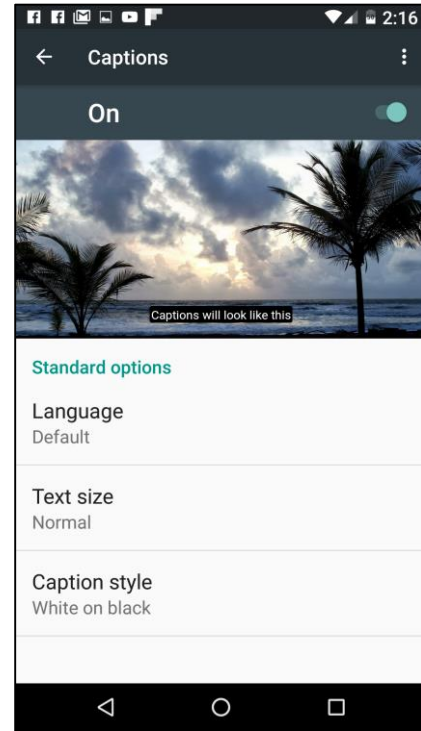 2:16
Captions
On
Captions will look like this
Standard options
Language
Default
Text size
Normal
Caption style
White on black